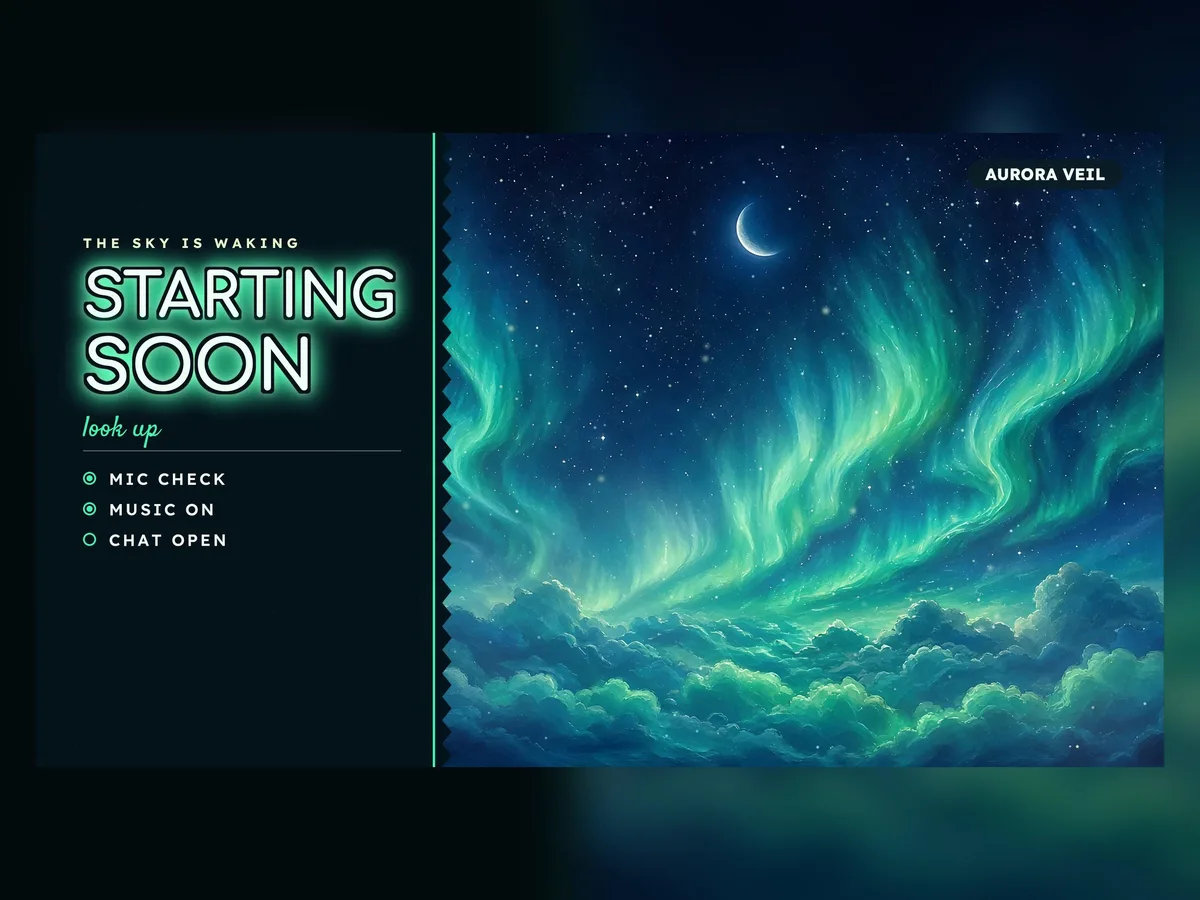 THE SKY IS WAKING
STARTING
SOON
look up
MIC CHECK
MUSIC ON
CHAT OPEN
AURORA VEIL